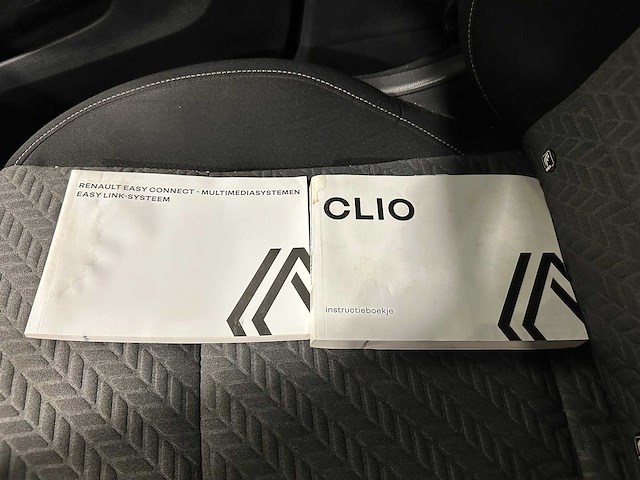 RENAULT EASY CONNECT - MULTIMEDIASYSTEMEN
EASY LINK-SYSTEEM
CLIO
instructieboekje